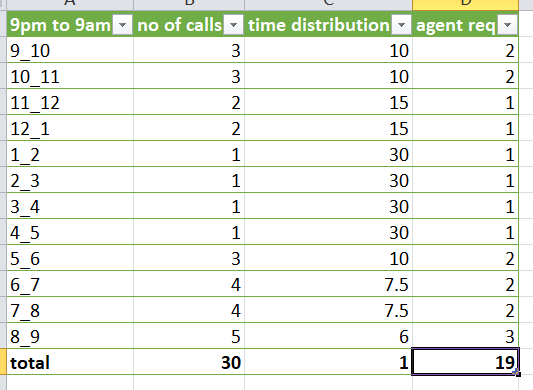 A B C D
9pm to 9am no of calls time distribution agent req
9_10 3 10 2
10_11 3 10 2
11_12 2 15 1
12_1 2 15 1
1_2 1 30 1
2_3 1 30 1
3_4 1 30 1
4_5 1 30 1
5_6 3 10 2
6_7 4 7.5 2
7_8 4 7.5 2
8_9 5 6 3
total 30 1 19